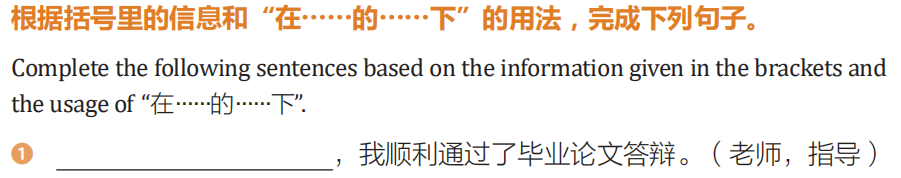 根据括号里的信息和“在……的……下”的用法，完成下列句子。
Complete the following sentences based on the information given in the brackets and
the usage of “在……的……下”.
1 ____________________，我顺利通过了毕业论文答辩。（老师，指导）